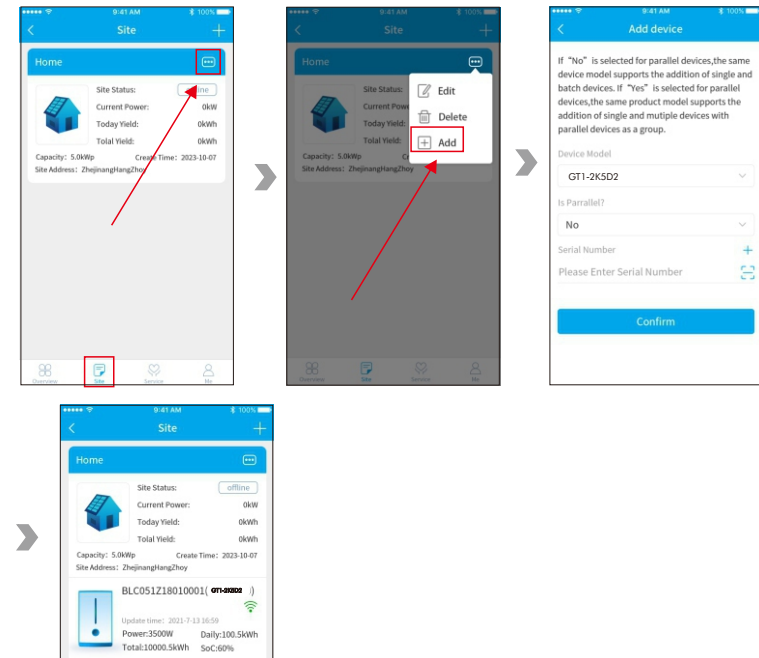 9:41 AM
100%
Site
Home
Site Status:
Current Power: 0kW
Today Yield: 0kWh
Tolal Yield: 0kWh
Capacity: 5.0kWp Create Time: 2023-10-07
Site Address: ZhejinangHangZhoy
Overview Site Service Me
9:41 AM
100%
Site
Home
Site Status:
Current Powe
Today Yield:
Tolal Yield:
Edit
Delete
Add
Capacity: 5.0kWp
Site Address: ZhejinangHangZhoy
Overview Site Service Me
9:41 AM
100%
Add device
If “No” is selected for parallel devices,the same
device model supports the addition of single and
batch devices. If “Yes” is selected for parallel
devices,the same product model supports the
addition of single and mutiple devices with
parallel devices as a group.
Device Model
GT1-2K5D2
Is Parrallel?
No
Serial Number
Please Enter Serial Number
Confirm
9:41 AM
100%
Site
Home
Site Status: offline
Current Power: 0kW
Today Yield: 0kWh
Tolal Yield: 0kWh
Capacity: 5.0kWp Create Time: 2023-10-07
Site Address: ZhejinangHangZhoy
BLC051Z18010001( GT1-2K5D2 )
Update time: 2021-7-13 16:59
Power:3500W Daily:100.5kWh
Total:10000.5kWh SoC:60%